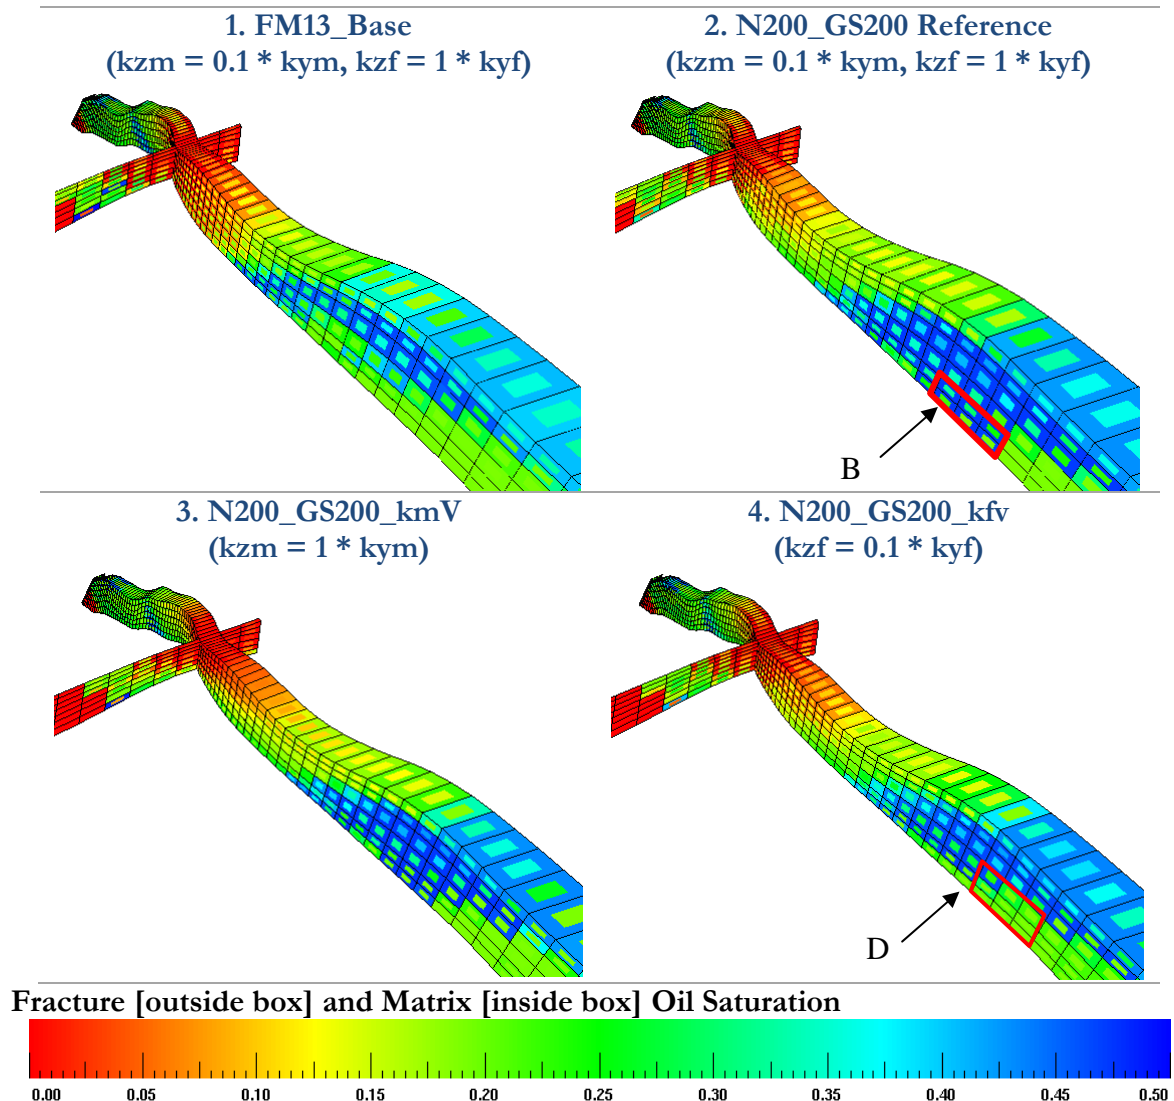 1. FM13_Base
(kzm = 0.1 * kym, kzf = 1 * kyf)
2. N200_GS200 Reference
(kzm = 0.1 * kym, kzf = 1 * kyf)
B
3. N200_GS200_kmV
(kzm = 1 * kym)
4. N200_GS200_kfv
(kzf = 0.1 * kyf)
D
Fracture [outside box] and Matrix [inside box] Oil Saturation
0.00 0.05 0.10 0.15 0.20 0.25 0.30 0.35 0.40 0.45 0.50